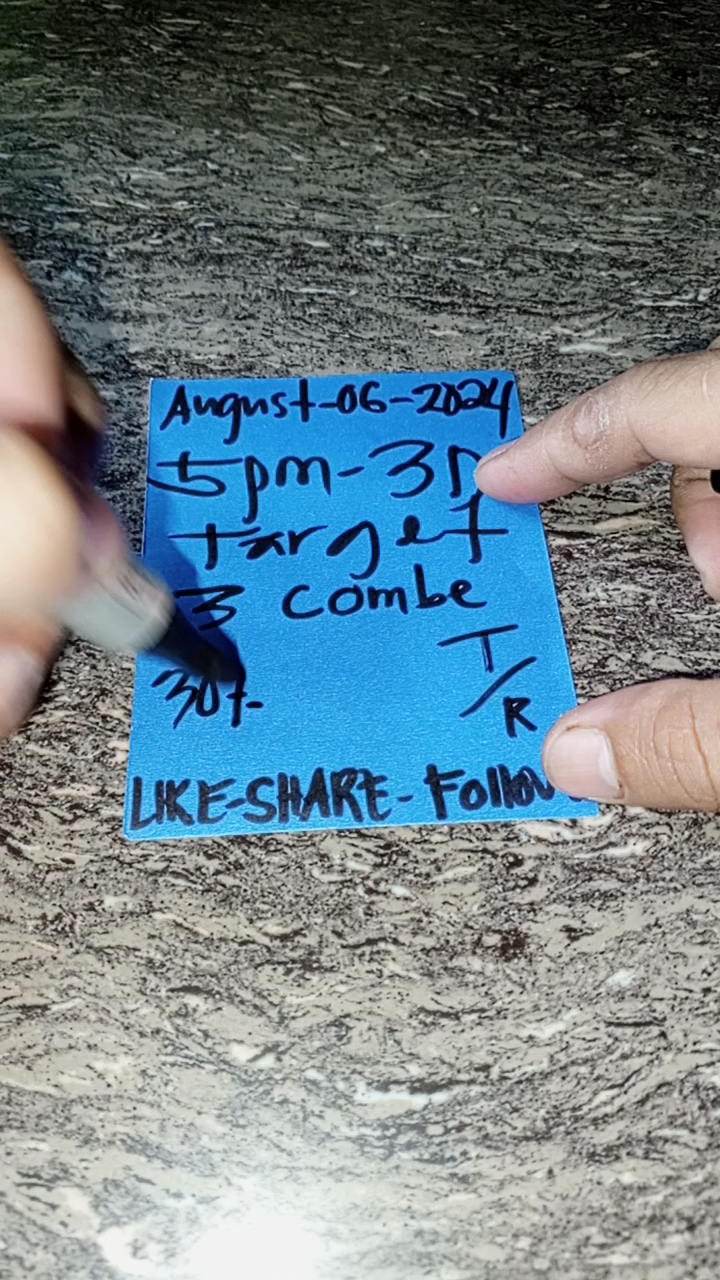 August-06-2024
5pm-3D
target
3 combe
T/R
307-
LIKE-SHARE-Follow